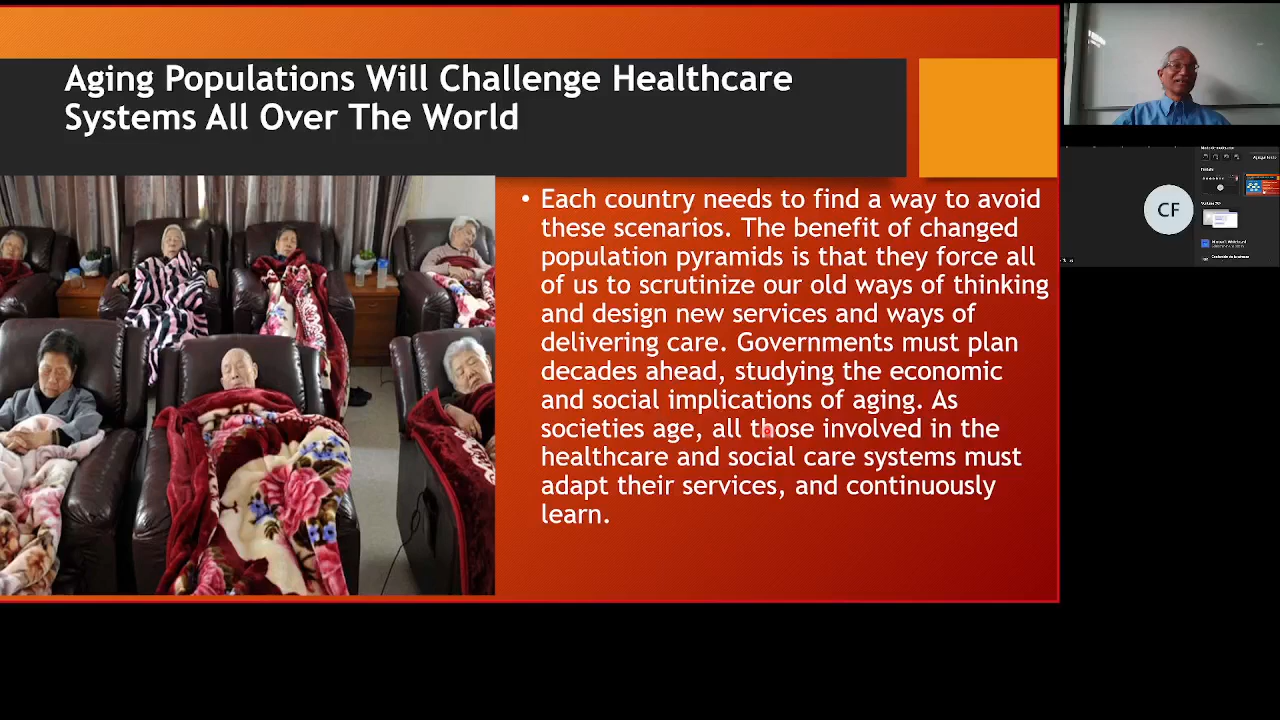 Aging Populations Will Challenge Healthcare
Systems All Over The World
• Each country needs to find a way to avoid
these scenarios. The benefit of changed
population pyramids is that they force all
of us to scrutinize our old ways of thinking
and design new services and ways of
delivering care. Governments must plan
decades ahead, studying the economic
and social implications of aging. As
societies age, all those involved in the
healthcare and social care systems must
adapt their services, and continuously
learn.
CF